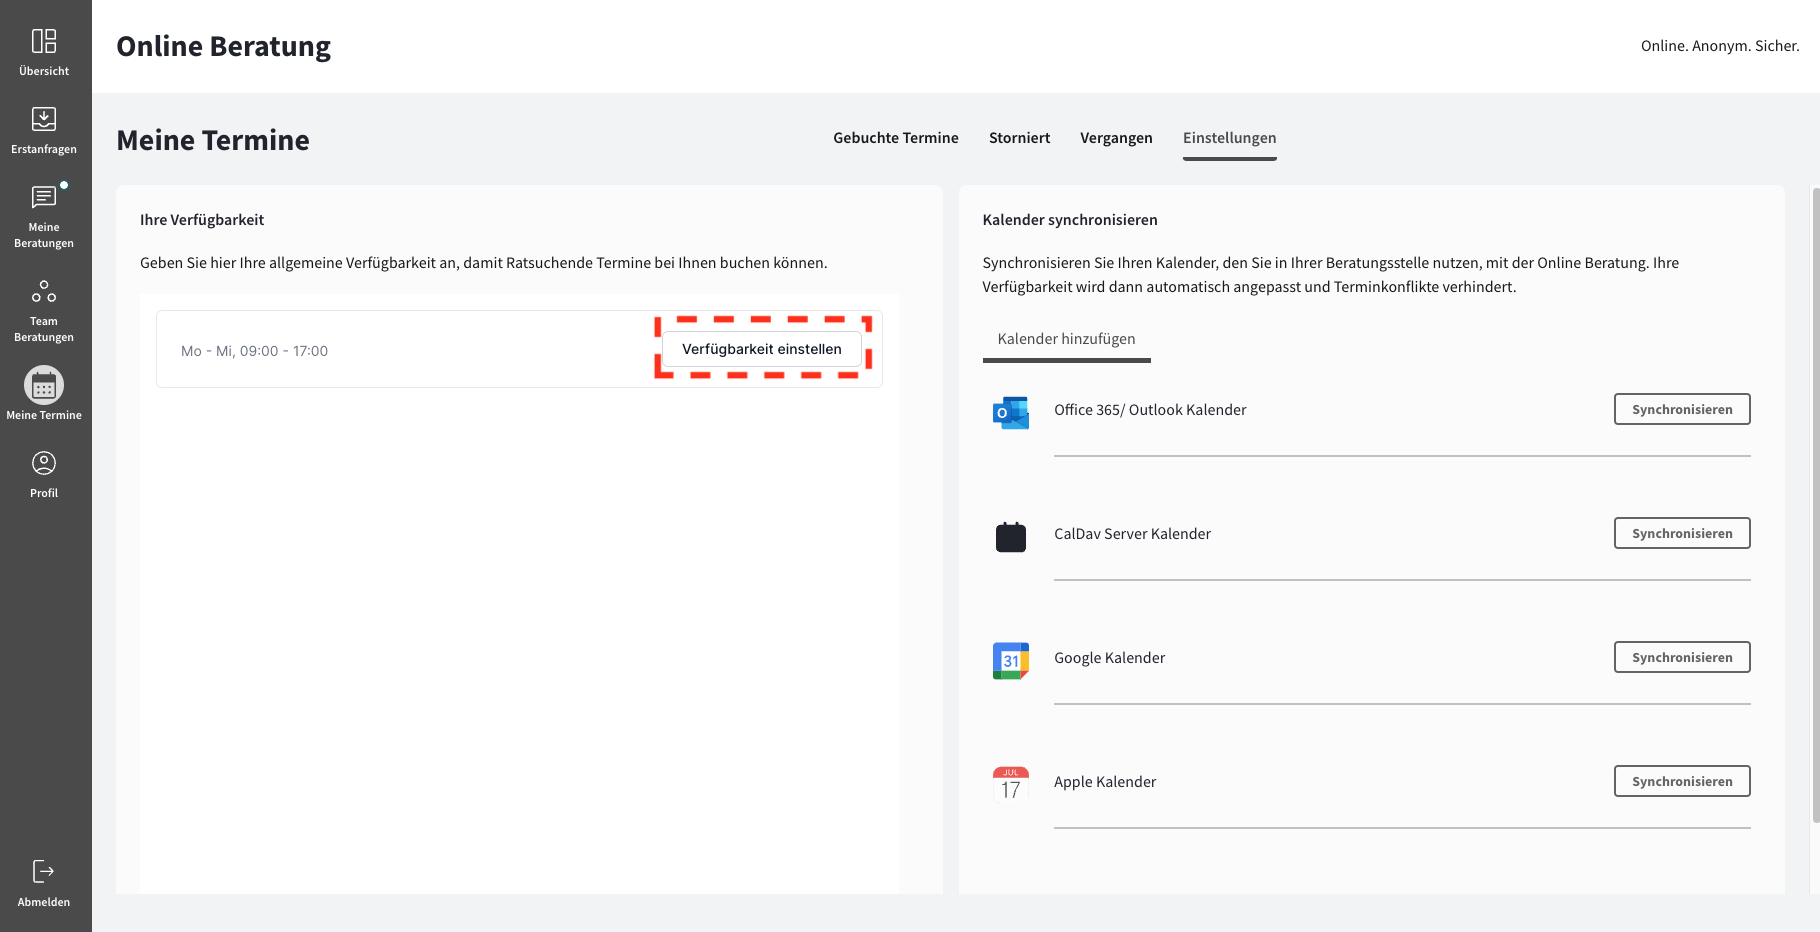 Übersicht
Erstanfragen
Meine
Beratungen
Team
Beratungen
Meine Termine
Profil
Abmelden
Online Beratung
Online. Anonym. Sicher.
Meine Termine
Gebuchte Termine
Storniert
Vergangen
Einstellungen
Ihre Verfügbarkeit
Geben Sie hier Ihre allgemeine Verfügbarkeit an, damit Ratsuchende Termine bei Ihnen buchen können.
Mo - Mi, 09:00 - 17:00
Verfügbarkeit einstellen
Kalender synchronisieren
Synchronisieren Sie Ihren Kalender, den Sie in Ihrer Beratungsstelle nutzen, mit der Online Beratung. Ihre
Verfügbarkeit wird dann automatisch angepasst und Terminkonflikte verhindert.
Kalender hinzufügen
O
Office 365/ Outlook Kalender
Synchronisieren
CalDav Server Kalender
Synchronisieren
31
Google Kalender
Synchronisieren
JUL
17
Apple Kalender
Synchronisieren